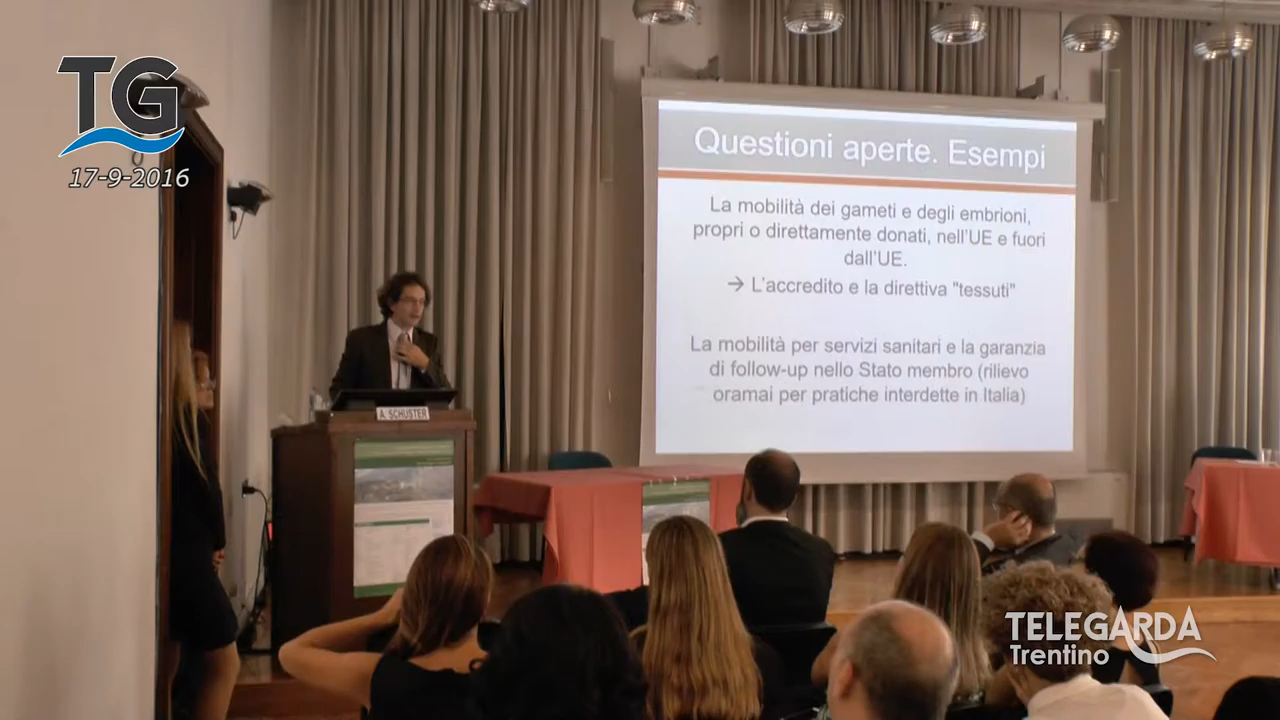 TG
17-9-2016
Questioni aperte. Esempi
La mobilità dei gameti e degli embrioni,
propri o direttamente donati, nell'UE e fuori
dall'UE.
→ L'accredito e la direttiva "tessuti"
La mobilità per servizi sanitari e la garanzia
di follow-up nello Stato membro (rilievo
oramai per pratiche interdette in Italia)
A. SCHUSTER
TELEGARDA
Trentino